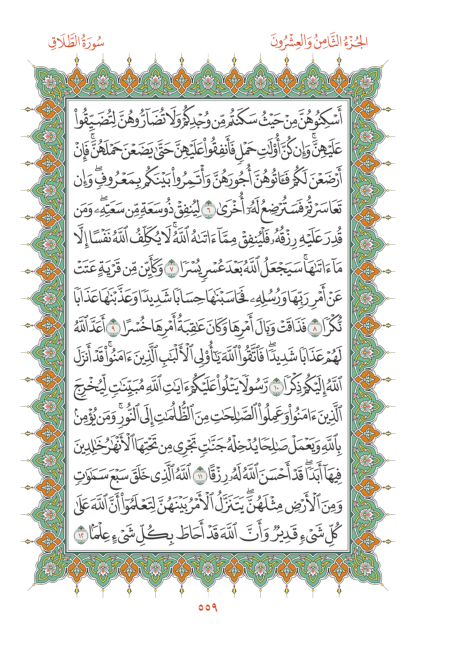 سُورَةُ الطَّلَاقِ
الجُزْءُ الثَّامِنُ وَالعِشْرُونَ
أَسْكِنُوهُنَّ مِنْ حَيْثُ سَكَنتُم مِّن وُجْدِكُمْ وَلَا تُضَآرُّوهُنَّ لِتُضَيِّقُوا۟
عَلَيْهِنَّ ۚ وَإِن كُنَّ أُو۟لَٰتِ حَمْلٍ فَأَنفِقُوا۟ عَلَيْهِنَّ حَتَّىٰ يَضَعْنَ حَمْلَهُنَّ ۚ فَإِنْ
أَرْضَعْنَ لَكُمْ فَـَٔاتُوهُنَّ أُجُورَهُنَّ وَأْتَمِرُوا۟ بَيْنَكُم بِمَعْرُوفٍ ۖ وَإِن
تَعَاسَرْتُمْ فَسَتُرْضِعُ لَهُۥٓ أُخْرَىٰ ٦ لِيُنفِقْ ذُو سَعَةٍ مِّن سَعَتِهِۦ ۖ وَمَن
قُدِرَ عَلَيْهِ رِزْقُهُۥ فَلْيُنفِقْ مِمَّآ ءَاتَىٰهُ ٱللَّهُ ۚ لَا يُكَلِّفُ ٱللَّهُ نَفْسًا إِلَّا
مَآ ءَاتَىٰهَا ۚ سَيَجْعَلُ ٱللَّهُ بَعْدَ عُسْرٍ يُسْرًا ٧ وَكَأَيِّن مِّن قَرْيَةٍ عَتَتْ
عَنْ أَمْرِ رَبِّهَا وَرُسُلِهِۦ فَحَاسَبْنَٰهَا حِسَابًا شَدِيدًا وَعَذَّبْنَٰهَا عَذَابًا
نُّكْرًا ٨ فَذَاقَتْ وَبَالَ أَمْرِهَا وَكَانَ عَٰقِبَةُ أَمْرِهَا خُسْرًا ٩ أَعَدَّ ٱللَّهُ
لَهُمْ عَذَابًا شَدِيدًا ۖ فَٱتَّقُوا۟ ٱللَّهَ يَٰٓأُو۟لِى ٱلْأَلْبَٰبِ ٱلَّذِينَ ءَامَنُوا۟ ۚ قَدْ أَنزَلَ
ٱللَّهُ إِلَيْكُمْ ذِكْرًا ١٠ رَّسُولًا يَتْلُوا۟ عَلَيْكُمْ ءَايَٰتِ ٱللَّهِ مُبَيِّنَٰتٍ لِّيُخْرِجَ
ٱلَّذِينَ ءَامَنُوا۟ وَعَمِلُوا۟ ٱلصَّٰلِحَٰتِ مِنَ ٱلظُّلُمَٰتِ إِلَى ٱلنُّورِ ۚ وَمَن يُؤْمِنۢ
بِٱللَّهِ وَيَعْمَلْ صَٰلِحًا يُدْخِلْهُ جَنَّٰتٍ تَجْرِى مِن تَحْتِهَا ٱلْأَنْهَٰرُ خَٰلِدِينَ
فِيهَآ أَبَدًا ۖ قَدْ أَحْسَنَ ٱللَّهُ لَهُۥ رِزْقًا ١١ ٱللَّهُ ٱلَّذِى خَلَقَ سَبْعَ سَمَٰوَٰتٍ
وَمِنَ ٱلْأَرْضِ مِثْلَهُنَّ يَتَنَزَّلُ ٱلْأَمْرُ بَيْنَهُنَّ لِتَعْلَمُوٓا۟ أَنَّ ٱللَّهَ عَلَىٰ
كُلِّ شَىْءٍ قَدِيرٌ وَأَنَّ ٱللَّهَ قَدْ أَحَاطَ بِكُلِّ شَىْءٍ عِلْمًۢا ١٢
٥٥٩